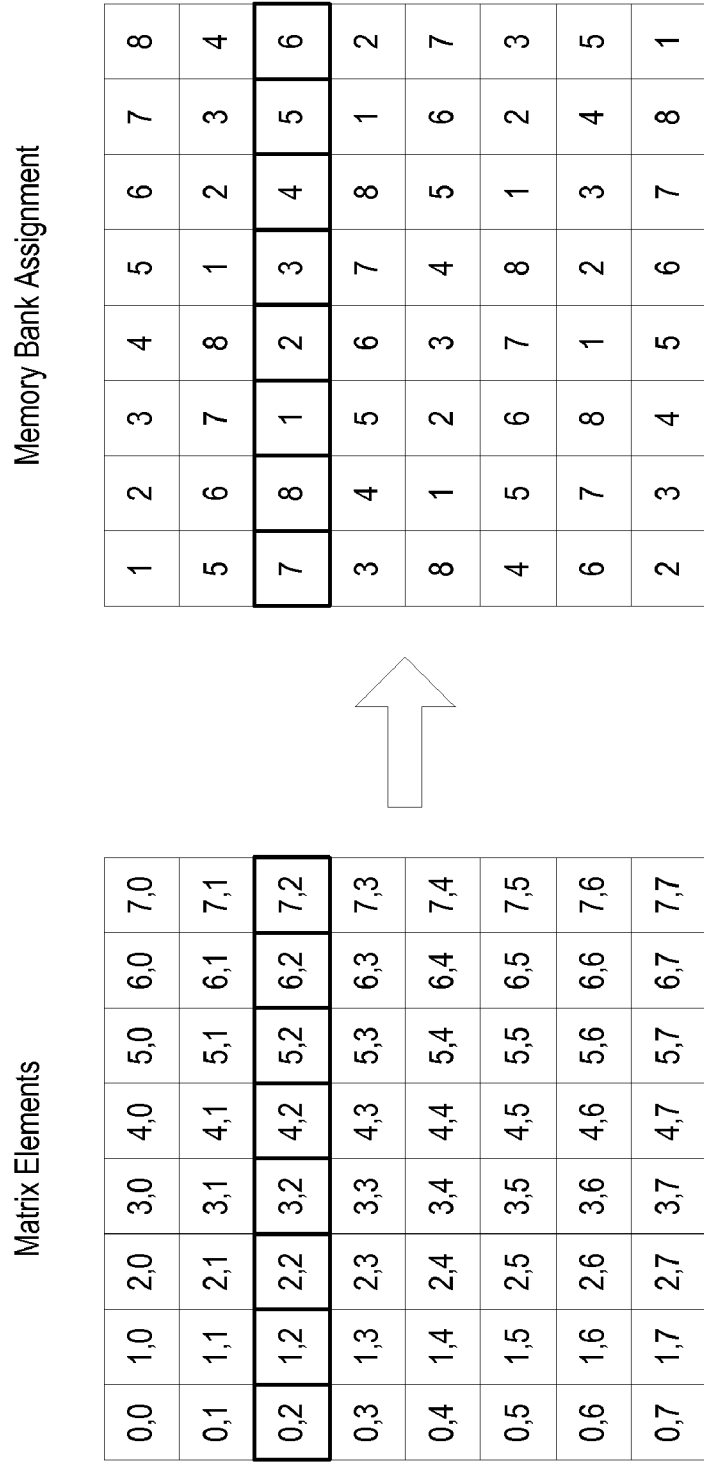 Matrix Elements
0,0 1,0 2,0 3,0 4,0 5,0 6,0 7,0
0,1 1,1 2,1 3,1 4,1 5,1 6,1 7,1
0,2 1,2 2,2 3,2 4,2 5,2 6,2 7,2
0,3 1,3 2,3 3,3 4,3 5,3 6,3 7,3
0,4 1,4 2,4 3,4 4,4 5,4 6,4 7,4
0,5 1,5 2,5 3,5 4,5 5,5 6,5 7,5
0,6 1,6 2,6 3,6 4,6 5,6 6,6 7,6
0,7 1,7 2,7 3,7 4,7 5,7 6,7 7,7
Memory Bank Assignment
1 2 3 4 5 6 7 8
5 6 7 8 1 2 3 4
7 8 1 2 3 4 5 6
3 4 5 6 7 8 1 2
8 1 2 3 4 5 6 7
4 5 6 7 8 1 2 3
6 7 8 1 2 3 4 5
2 3 4 5 6 7 8 1